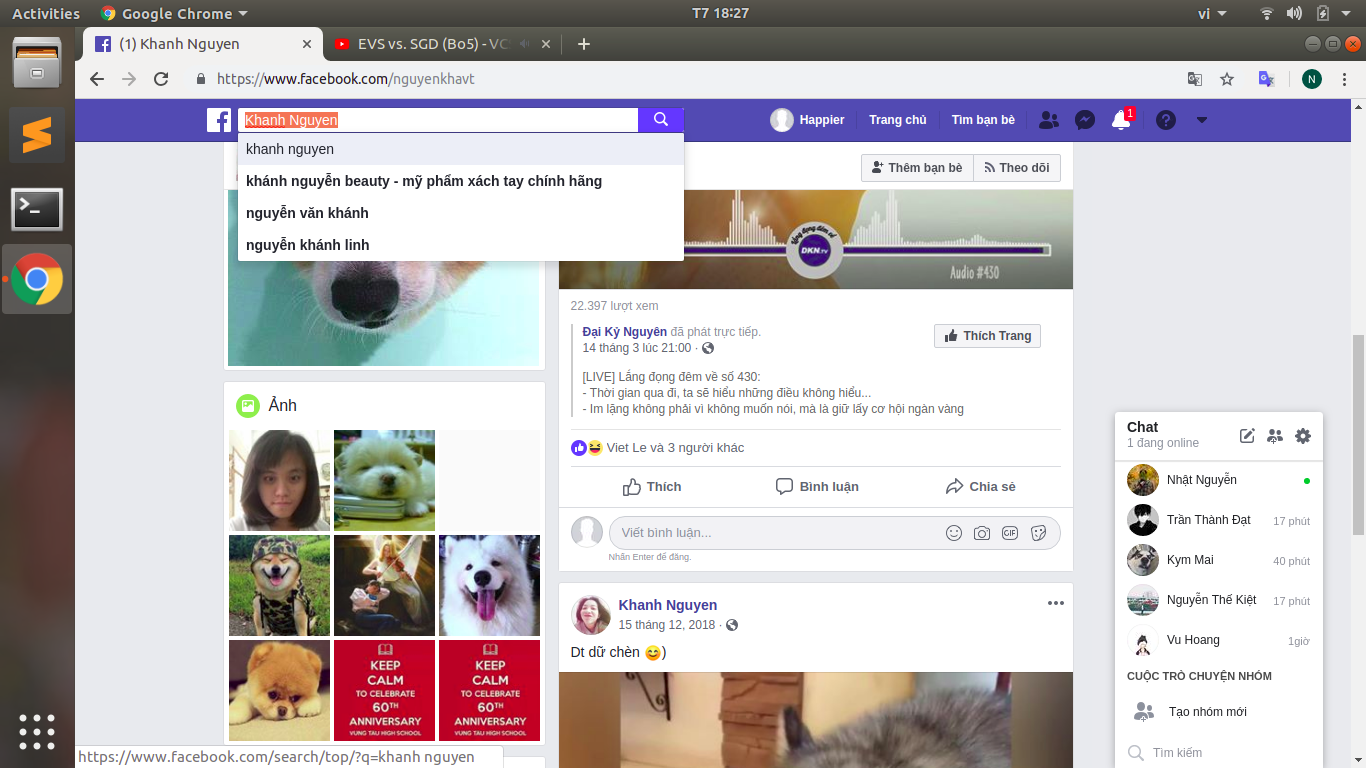 Activities
Google Chrome
T7 18:27
vi
(1) Khanh Nguyen
EVS vs. SGD (Bo5) - VC
https://www.facebook.com/nguyenkhavt
N
Khanh Nguyen
Happier
Trang chủ
Tìm bạn bè
1
khanh nguyen
khánh nguyễn beauty - mỹ phẩm xách tay chính hãng
nguyễn văn khánh
nguyễn khánh linh
Thêm bạn bè
Theo dõi
DKN.TV
Audio #430
22.397 lượt xem
Đại Kỷ Nguyên đã phát trực tiếp.
14 tháng 3 lúc 21:00 ·
Thích Trang
[LIVE] Lắng đọng đêm về số 430:
- Thời gian qua đi, ta sẽ hiểu những điều không hiểu...
- Im lặng không phải vì không muốn nói, mà là giữ lấy cơ hội ngàn vàng
Viet Le và 3 người khác
Thích
Bình luận
Chia sẻ
Viết bình luận...
GIF
Nhấn Enter để đăng.
Ảnh
KEEP
CALM
TO CELEBRATE
60TH
ANNIVERSARY
VUNG TAU HIGH SCHOOL
KEEP
CALM
TO CELEBRATE
60TH
ANNIVERSARY
VUNG TAU HIGH SCHOOL
Khanh Nguyen
15 tháng 12, 2018 ·
Dt dữ chèn 😊)
Chat
1 đang online
Nhật Nguyễn
Trần Thành Đạt
17 phút
Kym Mai
40 phút
Nguyễn Thế Kiệt
17 phút
Vu Hoang
1giờ
CUỘC TRÒ CHUYỆN NHÓM
Tạo nhóm mới
Tìm kiếm
https://www.facebook.com/search/top/?q=khanh nguyen